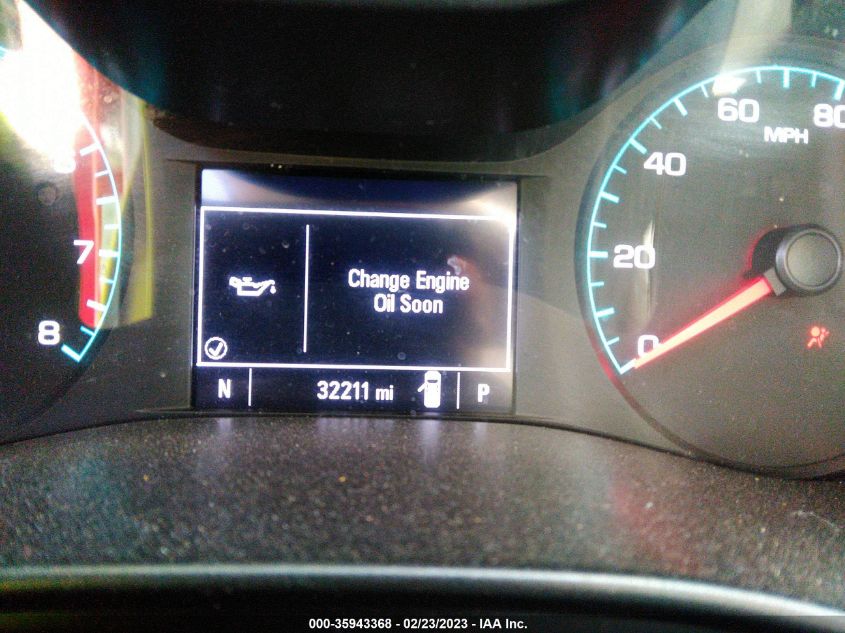 60
80
MPH
40
7
20
Change Engine
Oil Soon
8
0
N
32211 mi
P
000-35943368 - 02/23/2023 - IAA Inc.